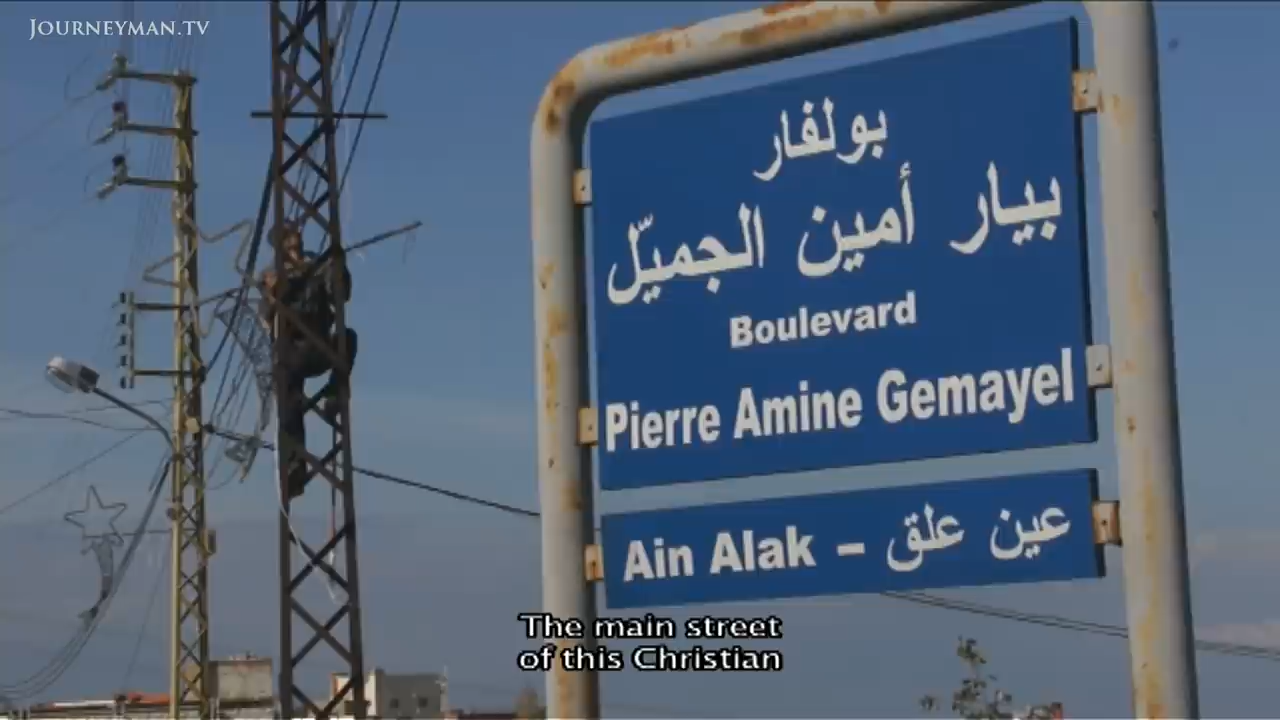 JOURNEYMAN.TV
بولفار
بيار أمين الجميّل
Boulevard
Pierre Amine Gemayel
Ain Alak – عين علق
The main street
of this Christian